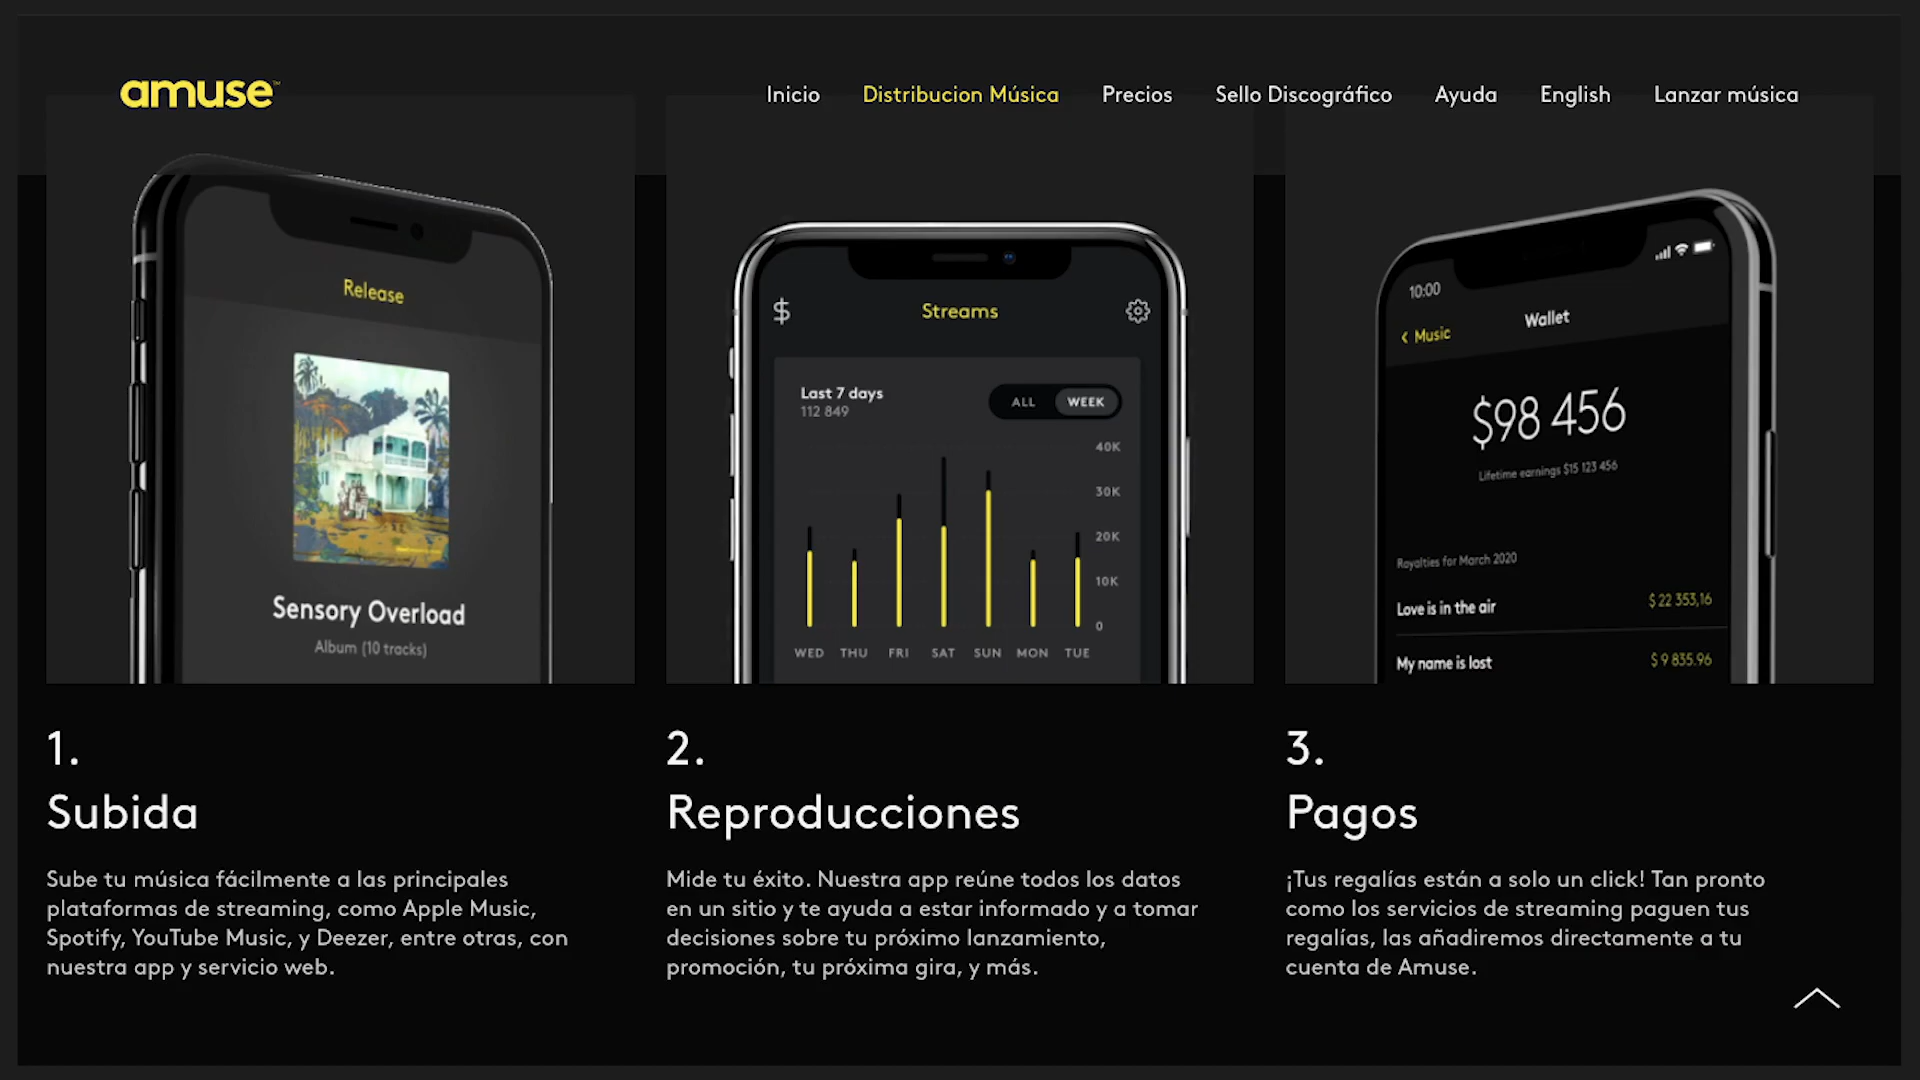 amuse™
Inicio
Distribucion Música
Precios
Sello Discográfico
Ayuda
English
Lanzar música
Release
Sensory Overload
Album (10 tracks)
$
Streams
Last 7 days
112 849
ALL
WEEK
40K
30K
20K
10K
0
WED THU FRI SAT SUN MON TUE
10:00
< Music
Wallet
$98 456
Lifetime earnings $15 123 456
Royalties for March 2020
Love is in the air $ 22 353,16
My name is lost $ 9 835.96
1.
Subida
Sube tu música fácilmente a las principales
plataformas de streaming, como Apple Music,
Spotify, YouTube Music, y Deezer, entre otras, con
nuestra app y servicio web.
2.
Reproducciones
Mide tu éxito. Nuestra app reúne todos los datos
en un sitio y te ayuda a estar informado y a tomar
decisiones sobre tu próximo lanzamiento,
promoción, tu próxima gira, y más.
3.
Pagos
¡Tus regalías están a solo un click! Tan pronto
como los servicios de streaming paguen tus
regalías, las añadiremos directamente a tu
cuenta de Amuse.